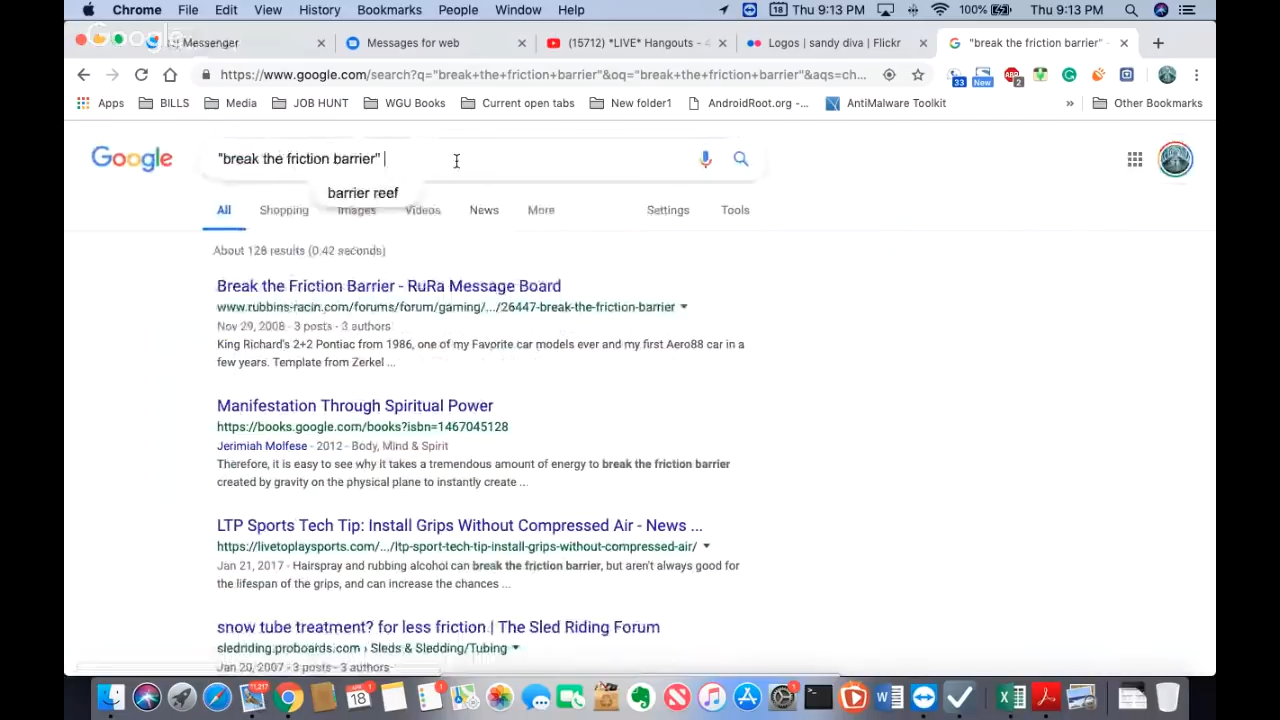 Chrome File Edit View History Bookmarks People Window Help 18 Thu 9:13 PM 100% Thu 9:13 PM
Google
Messenger × Messages for web × (15712) *LIVE* Hangouts - × Logos | sandy diva | Flickr × "break the friction barrier" - × +
https://www.google.com/search?q="break+the+friction+barrier"&oq="break+the+friction+barrier"&aqs=ch... 33 New ABP 2
Apps BILLS Media JOB HUNT WGU Books Current open tabs New folder1 AndroidRoot.org -... AntiMalware Toolkit » Other Bookmarks
Google "break the friction barrier"
barrier reef
All Shopping Images Videos News More Settings Tools
About 128 results (0.42 seconds)
Break the Friction Barrier - RuRa Message Board
www.rubbins-racin.com/forums/forum/gaming/.../26447-break-the-friction-barrier
Nov 29, 2008 - 3 posts - 3 authors
King Richard's 2+2 Pontiac from 1986, one of my Favorite car models ever and my first Aero88 car in a
few years. Template from Zerkel ...
Manifestation Through Spiritual Power
https://books.google.com/books?isbn=1467045128
Jerimiah Molfese - 2012 - Body, Mind & Spirit
Therefore, it is easy to see why it takes a tremendous amount of energy to break the friction barrier
created by gravity on the physical plane to instantly create ...
LTP Sports Tech Tip: Install Grips Without Compressed Air - News ...
https://livetoplaysports.com/.../ltp-sport-tech-tip-install-grips-without-compressed-air/
Jan 21, 2017 - Hairspray and rubbing alcohol can break the friction barrier, but aren't always good for
the lifespan of the grips, and can increase the chances ...
snow tube treatment? for less friction | The Sled Riding Forum
sledriding.proboards.com › Sleds & Sledding/Tubing
Jan 20, 2007 - 3 posts - 3 authors